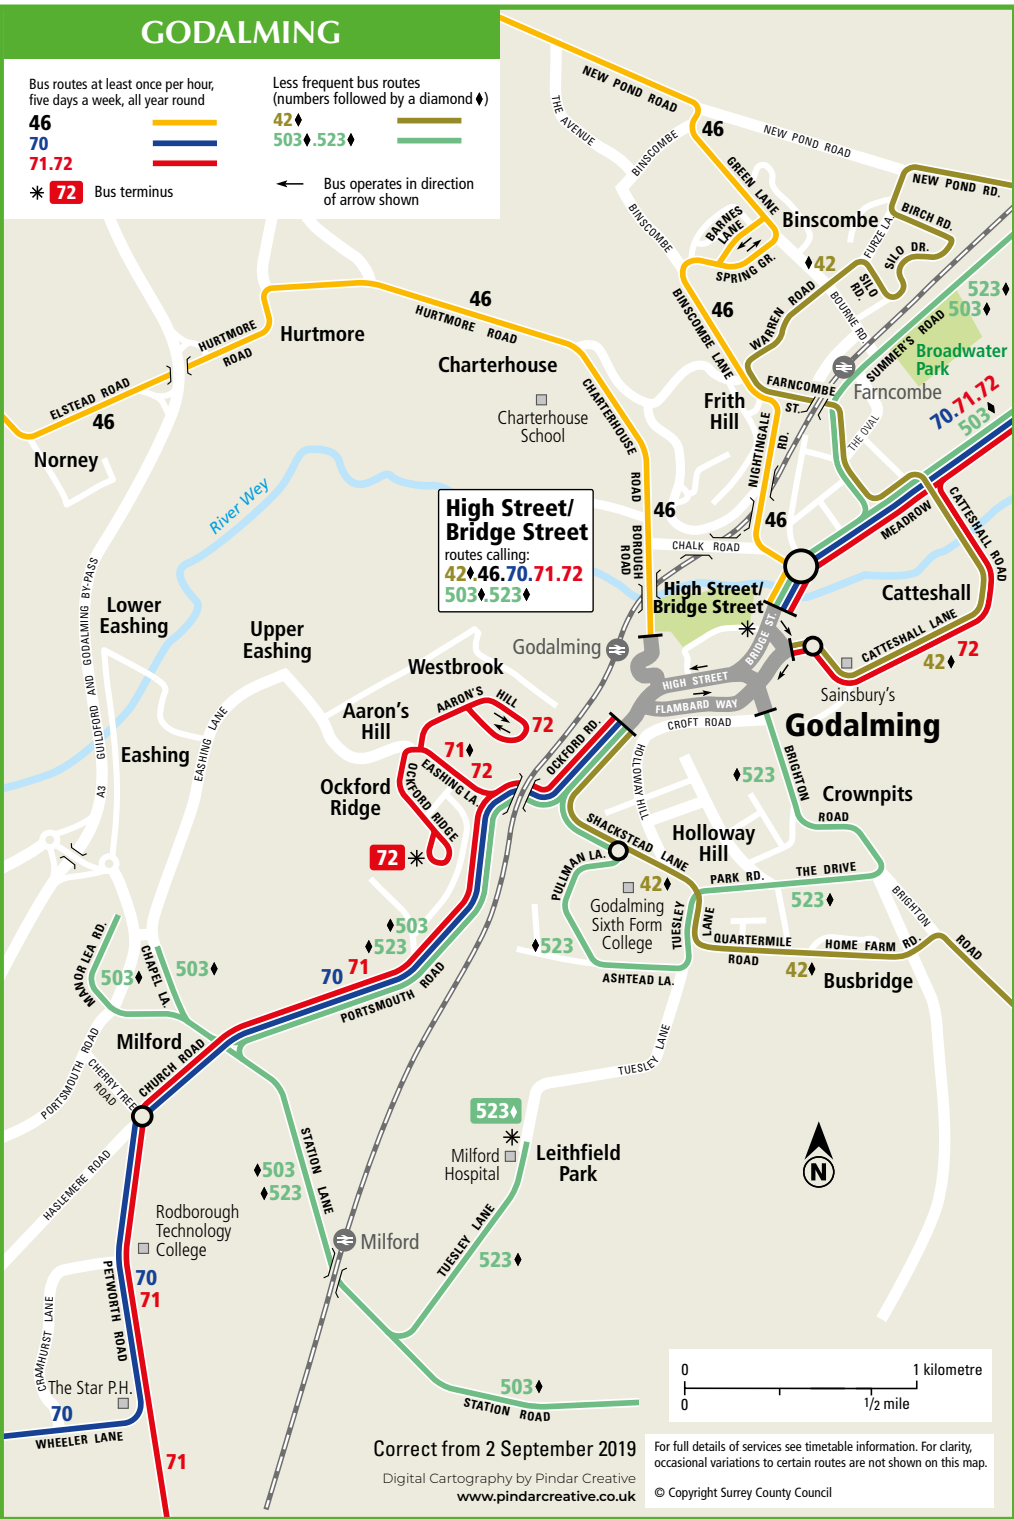 GODALMING
Bus routes at least once per hour,
five days a week, all year round
46
70
71.72
72 Bus terminus
Less frequent bus routes
(numbers followed by a diamond♦)
42♦
503♦.523♦
Bus operates in direction
of arrow shown
NEW POND ROAD
THE AVENUE
46
NEW POND ROAD
BINSCOMBE
GREEN LANE
NEW POND RD.
BINSCOMBE
BARNES
LANE
Binscombe
BIRCH RD.
FURZE LA.
SILO DR.
SPRING GR.
♦42
SILO
RD.
46
HURTMORE ROAD
HURTMORE
ROAD
Hurtmore
BINSCOMBE LANE
46
WARREN ROAD
BOURNE RD.
523♦
503♦
SUMMER'S ROAD
Broadwater
Park
Charterhouse
Charterhouse
School
CHARTERHOUSE
ROAD
ELSTEAD ROAD
46
Norney
Frith
Hill
FARNCOMBE
ST.
Farncombe
70.71.72
503♦
THE OVAL
NIGHTINGALE
RD.
River Wey
High Street/
Bridge Street
routes calling:
42♦.46.70.71.72
503♦.523♦
46
BOROUGH
ROAD
CHALK ROAD
46
MEADROW
CATTESHALL ROAD
Catteshall
High Street/
Bridge Street
BRIDGE ST.
CATTESHALL LANE
42♦ 72
Sainsbury's
Godalming
HIGH STREET
FLAMBARD WAY
CROFT ROAD
Godalming
GUILDFORD AND GODALMING BY-PASS
A3
Lower
Eashing
Upper
Eashing
Eashing
EASHING LANE
Westbrook
AARON'S HILL
72
Aaron's
Hill
71♦
72
EASHING LA.
OCKFORD RIDGE
Ockford
Ridge
72
OCKFORD RD.
HOLLOWAY HILL
♦523
BRIGHTON
ROAD
Crownpits
SHACKSTEAD LANE
Holloway
Hill
PULLMAN LA.
42♦
PARK RD.
THE DRIVE
523♦
Godalming
Sixth Form
College
TUESLEY
LANE
♦523
BRIGHTON
ROAD
QUARTERMILE
ROAD
HOME FARM RD.
42♦
Busbridge
ASHTEAD LA.
♦503
♦523
70 71
PORTSMOUTH ROAD
MANOR LEA RD.
503♦
CHAPEL LA.
503♦
Milford
PORTSMOUTH ROAD
CHERRY TREE
ROAD
CHURCH ROAD
TUESLEY LANE
523♦
Milford
Hospital
Leithfield
Park
N
HASLEMERE ROAD
STATION LANE
♦503
♦523
Rodborough
Technology
College
Milford
TUESLEY LANE
523♦
70
71
PETWORTH ROAD
CRAMHURST LANE
The Star P.H.
70
WHEELER LANE
71
503♦
STATION ROAD
0 1 kilometre
0 1/2 mile
Correct from 2 September 2019
Digital Cartography by Pindar Creative
www.pindarcreative.co.uk
For full details of services see timetable information. For clarity,
occasional variations to certain routes are not shown on this map.
© Copyright Surrey County Council